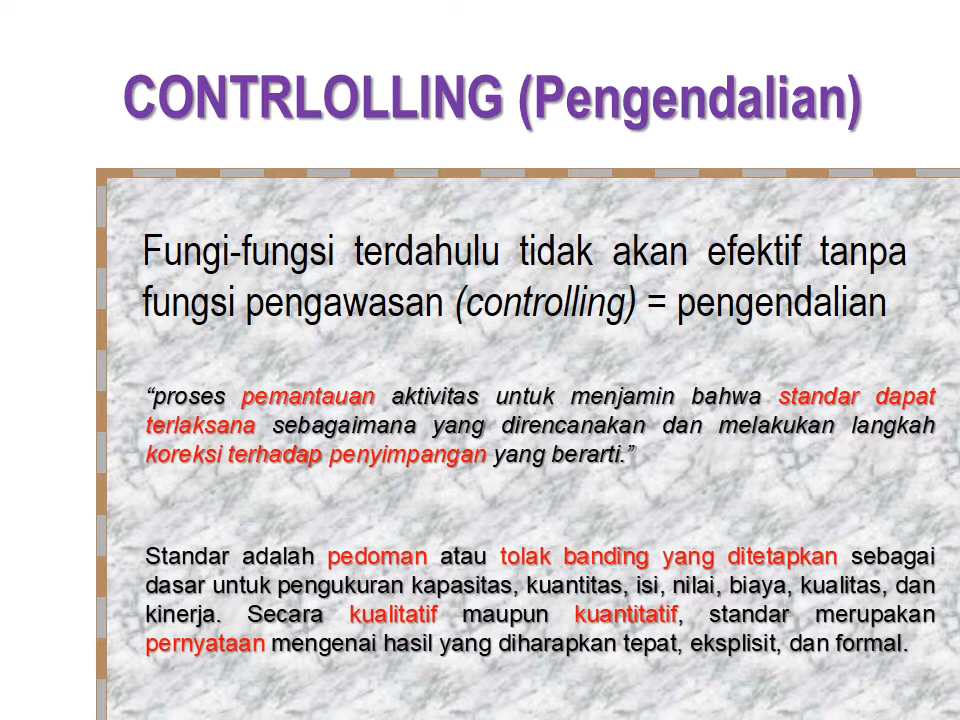 CONTRLOLLING (Pengendalian)
Fungi-fungsi terdahulu tidak akan efektif tanpa
fungsi pengawasan (controlling) = pengendalian
“proses pemantauan aktivitas untuk menjamin bahwa standar dapat
terlaksana sebagaimana yang direncanakan dan melakukan langkah
koreksi terhadap penyimpangan yang berarti.”
Standar adalah pedoman atau tolak banding yang ditetapkan sebagai
dasar untuk pengukuran kapasitas, kuantitas, isi, nilai, biaya, kualitas, dan
kinerja. Secara kualitatif maupun kuantitatif, standar merupakan
pernyataan mengenai hasil yang diharapkan tepat, eksplisit, dan formal.